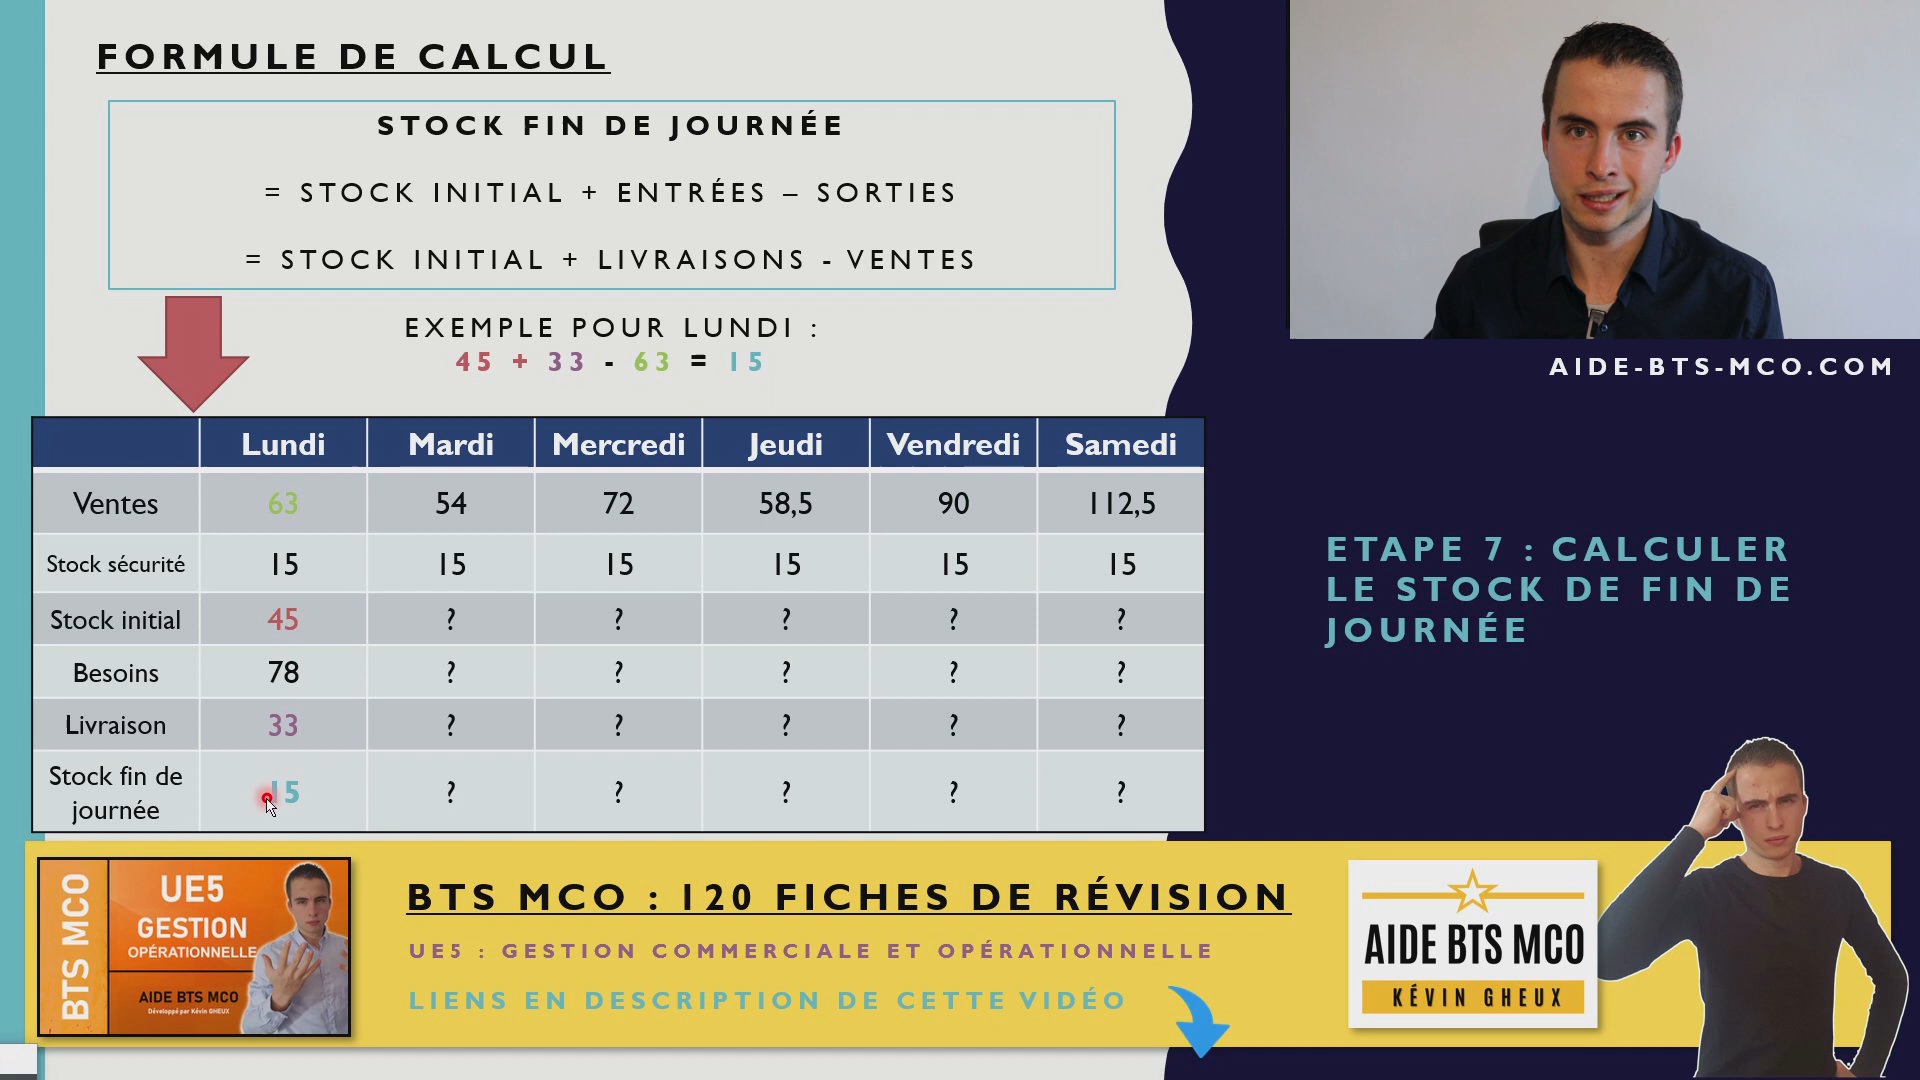 FORMULE DE CALCUL
STOCK FIN DE JOURNÉE
= STOCK INITIAL + ENTRÉES – SORTIES
= STOCK INITIAL + LIVRAISONS - VENTES
EXEMPLE POUR LUNDI :
45 + 33 - 63 = 15
AIDE-BTS-MCO.COM
Lundi Mardi Mercredi Jeudi Vendredi Samedi
Ventes 63 54 72 58,5 90 112,5
Stock sécurité 15 15 15 15 15 15
Stock initial 45 ? ? ? ? ?
Besoins 78 ? ? ? ? ?
Livraison 33 ? ? ? ? ?
Stock fin de
journée 15 ? ? ? ? ?
ETAPE 7 : CALCULER
LE STOCK DE FIN DE
JOURNÉE
BTS MCO
UE5
GESTION
OPÉRATIONNELLE
AIDE BTS MCO
Développé par Kévin GHEUX
BTS MCO : 120 FICHES DE RÉVISION
UE5 : GESTION COMMERCIALE ET OPÉRATIONNELLE
LIENS EN DESCRIPTION DE CETTE VIDÉO
AIDE BTS MCO
KÉVIN GHEUX